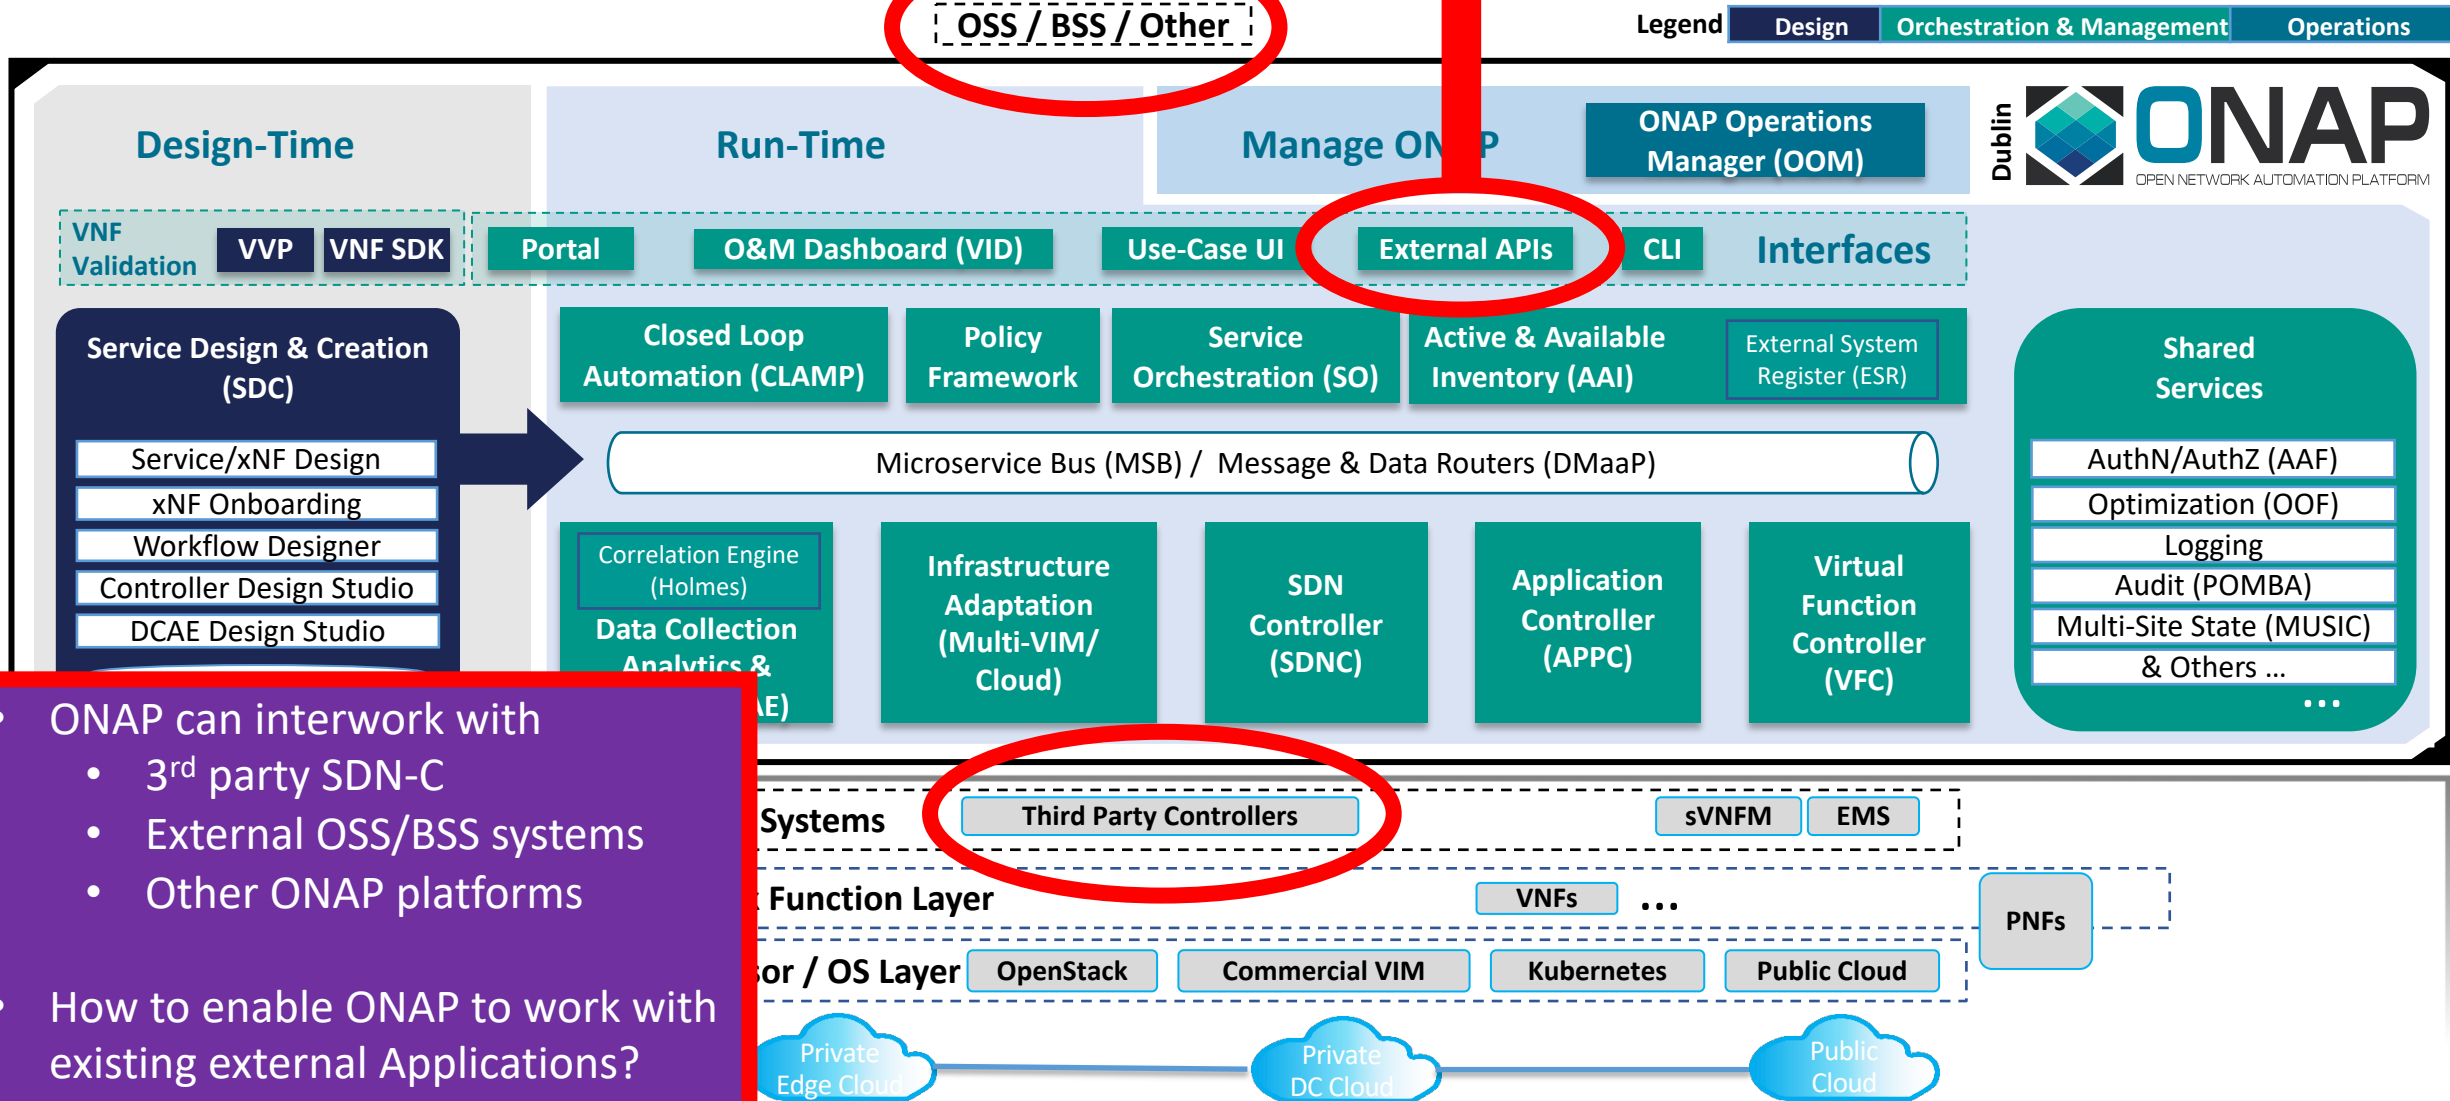 OSS / BSS / Other
Legend
Design
Orchestration & Management
Operations
Design-Time
Run-Time
Manage
ONAP Operations
Manager (OOM)
Dublin
ONAP
OPEN NETWORK AUTOMATION PLATFORM
VNF
Validation
VVP
VNF SDK
Portal
O&M Dashboard (VID)
Use-Case UI
External APIs
CLI
Interfaces
Service Design & Creation
(SDC)
Service/xNF Design
xNF Onboarding
Workflow Designer
Controller Design Studio
DCAE Design Studio
Closed Loop
Automation (CLAMP)
Policy
Framework
Service
Orchestration (SO)
Active & Available
Inventory (AAI)
External System
Register (ESR)
Microservice Bus (MSB) / Message & Data Routers (DMaaP)
Correlation Engine
(Holmes)
Data Collection
Analytics &
Infrastructure
Adaptation
(Multi-VIM/
Cloud)
SDN
Controller
(SDNC)
Application
Controller
(APPC)
Virtual
Function
Controller
(VFC)
Shared
Services
AuthN/AuthZ (AAF)
Optimization (OOF)
Logging
Audit (POMBA)
Multi-Site State (MUSIC)
& Others ...
...
• ONAP can interwork with
• 3rd party SDN-C
• External OSS/BSS systems
• Other ONAP platforms
• How to enable ONAP to work with
existing external Applications?
Systems
Third Party Controllers
sVNFM
EMS
Function Layer
VNFs
...
PNFs
/ OS Layer
OpenStack
Commercial VIM
Kubernetes
Public Cloud
Private
Edge Cloud
Private
DC Cloud
Public
Cloud